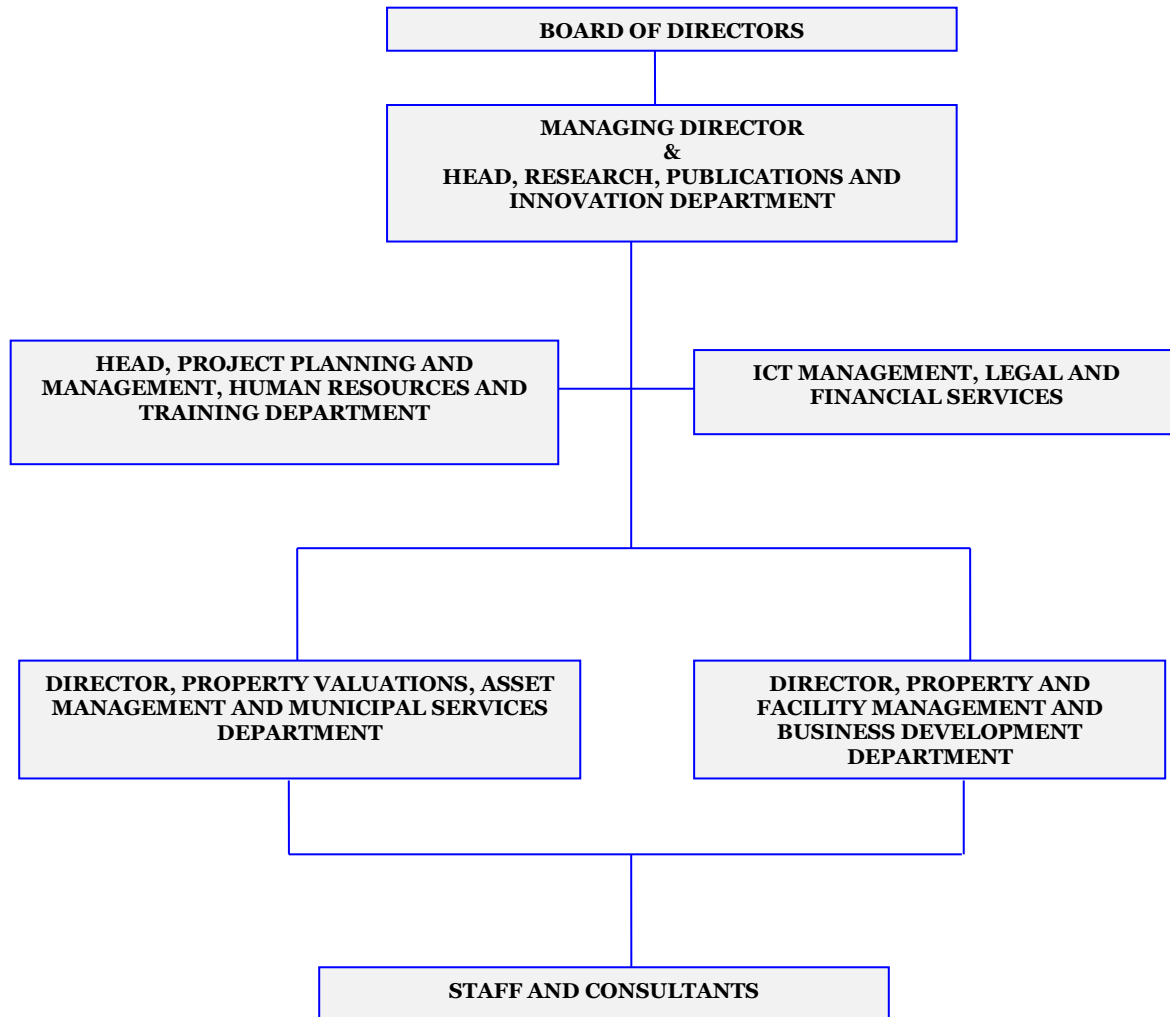 BOARD OF DIRECTORS
MANAGING DIRECTOR
&
HEAD, RESEARCH, PUBLICATIONS AND
INNOVATION DEPARTMENT
HEAD, PROJECT PLANNING AND
MANAGEMENT, HUMAN RESOURCES AND
TRAINING DEPARTMENT
ICT MANAGEMENT, LEGAL AND
FINANCIAL SERVICES
DIRECTOR, PROPERTY VALUATIONS, ASSET
MANAGEMENT AND MUNICIPAL SERVICES
DEPARTMENT
DIRECTOR, PROPERTY AND
FACILITY MANAGEMENT AND
BUSINESS DEVELOPMENT
DEPARTMENT
STAFF AND CONSULTANTS